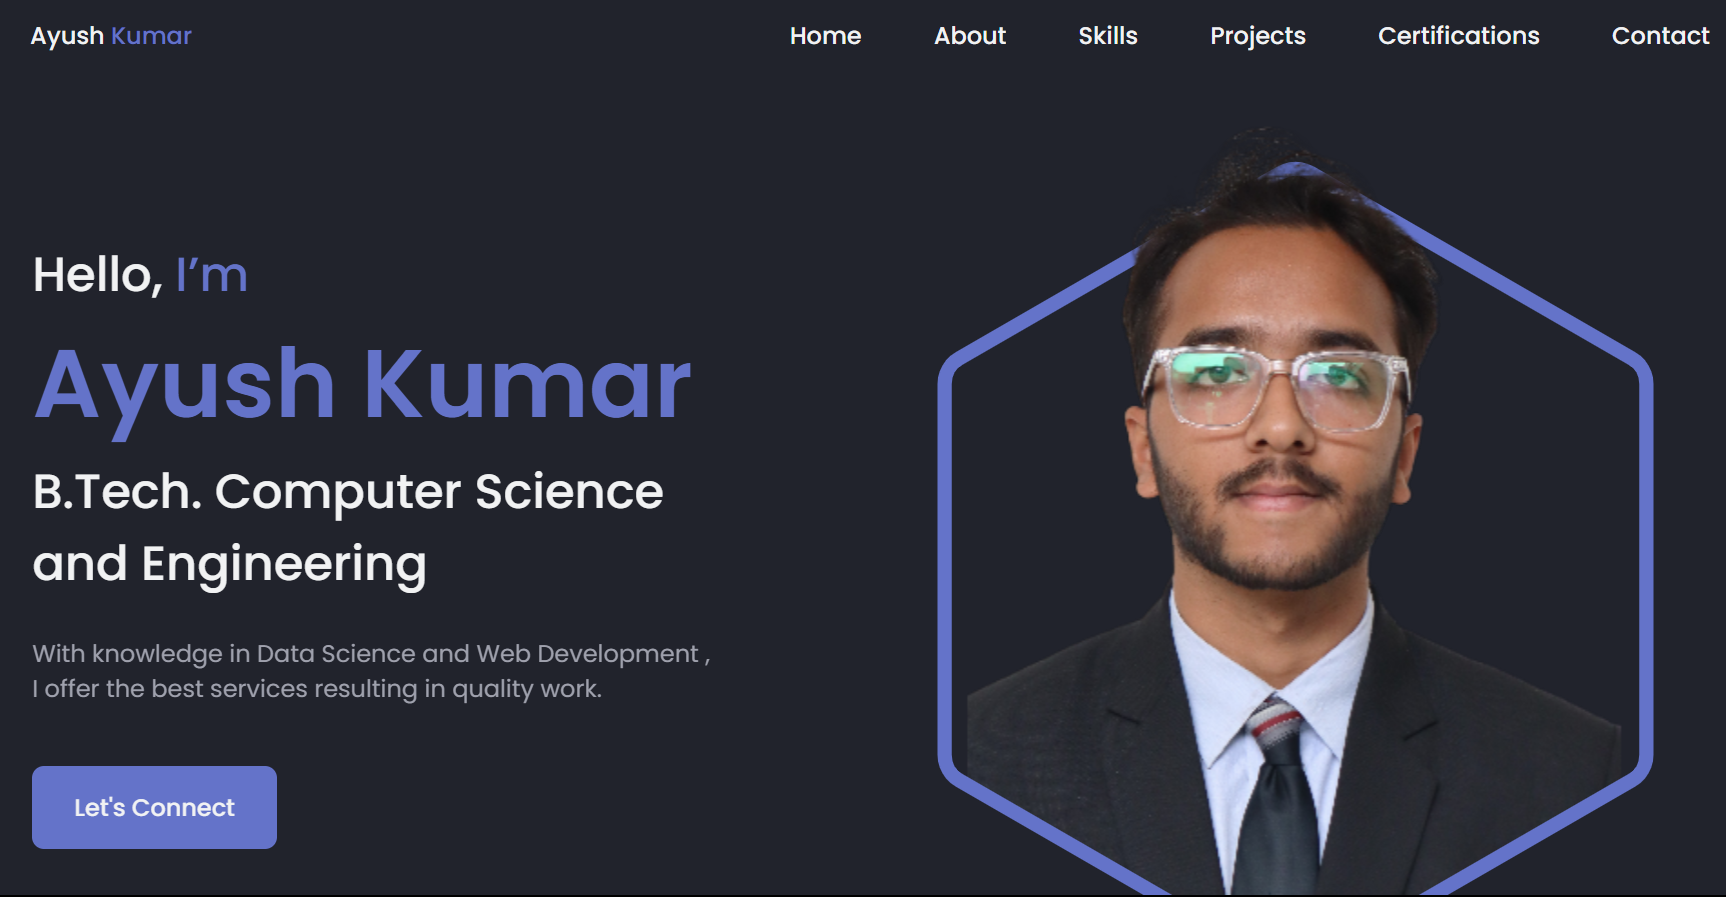 Ayush Kumar
Home About Skills Projects Certifications Contact
Hello, I’m
Ayush Kumar
B.Tech. Computer Science
and Engineering
With knowledge in Data Science and Web Development ,
I offer the best services resulting in quality work.
Let's Connect